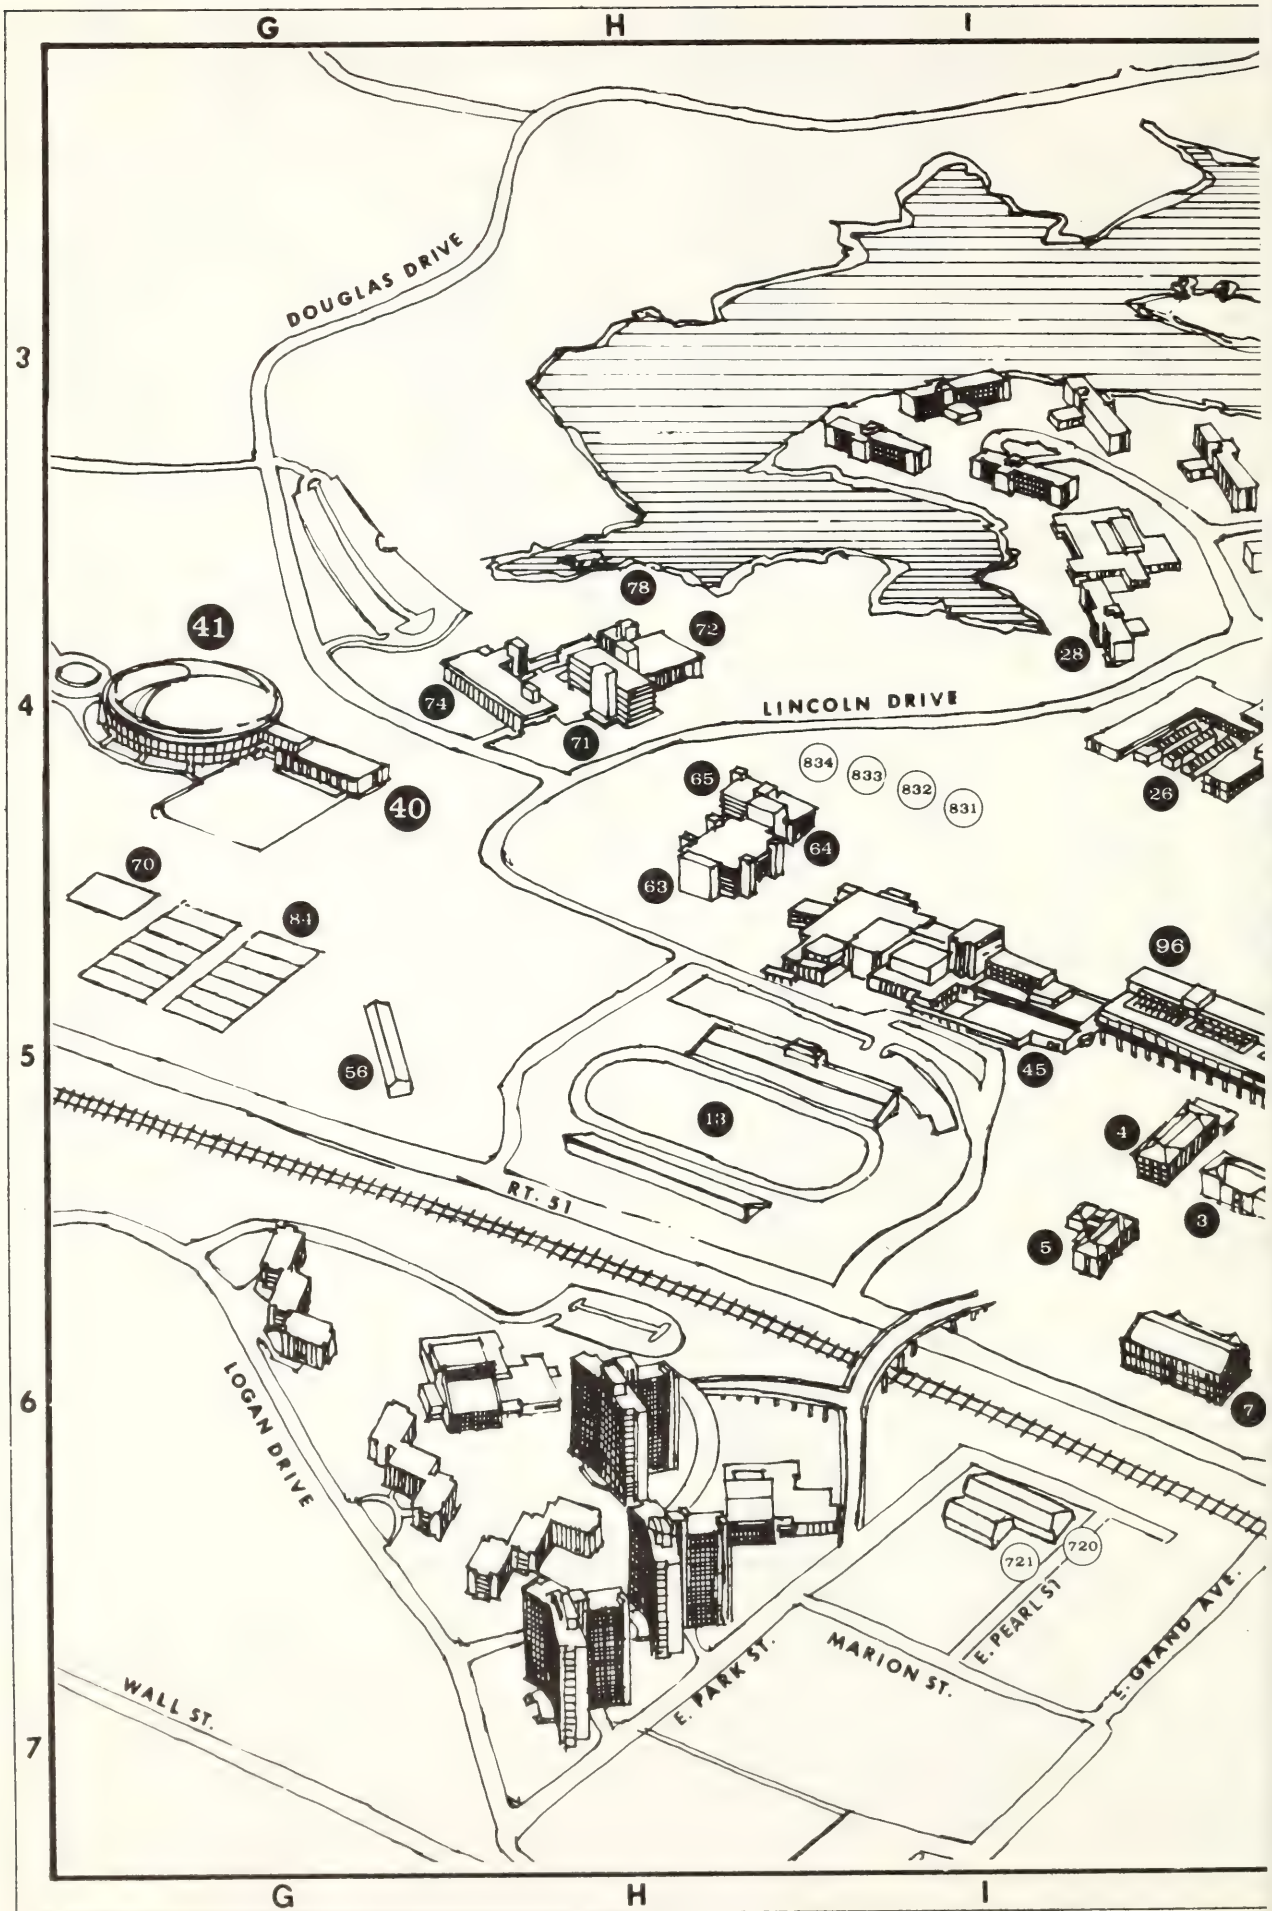 G H I
DOUGLAS DRIVE
3
78
41
72
28
74
LINCOLN DRIVE
4
71
834
833
65
832
26
831
40
64
70
63
84
96
5
45
56
13
4
RT. 51
3
5
LOGAN DRIVE
6
7
720
721
E. PEARL ST
E. GRAND AVE.
MARION ST.
E. PARK ST.
WALL ST.
7
G H I